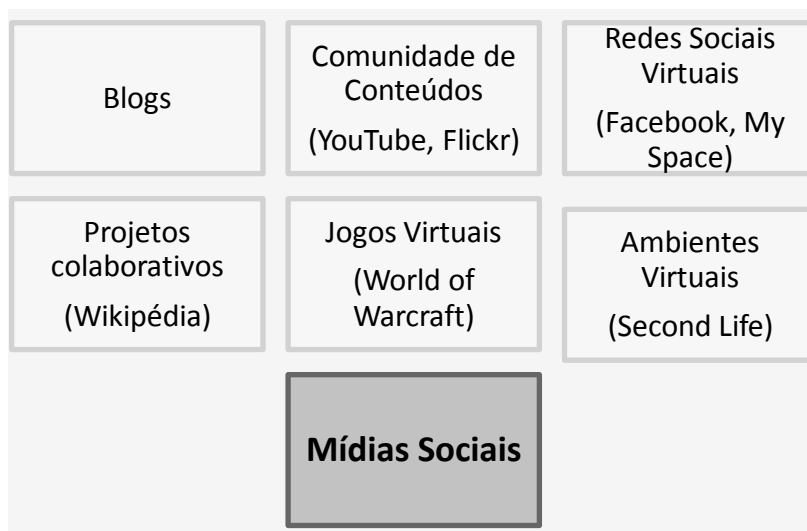 Blogs
Comunidade de
Conteúdos
(YouTube, Flickr)
Redes Sociais
Virtuais
(Facebook, My
Space)
Projetos
colaborativos
(Wikipédia)
Jogos Virtuais
(World of
Warcraft)
Ambientes
Virtuais
(Second Life)
Mídias Sociais